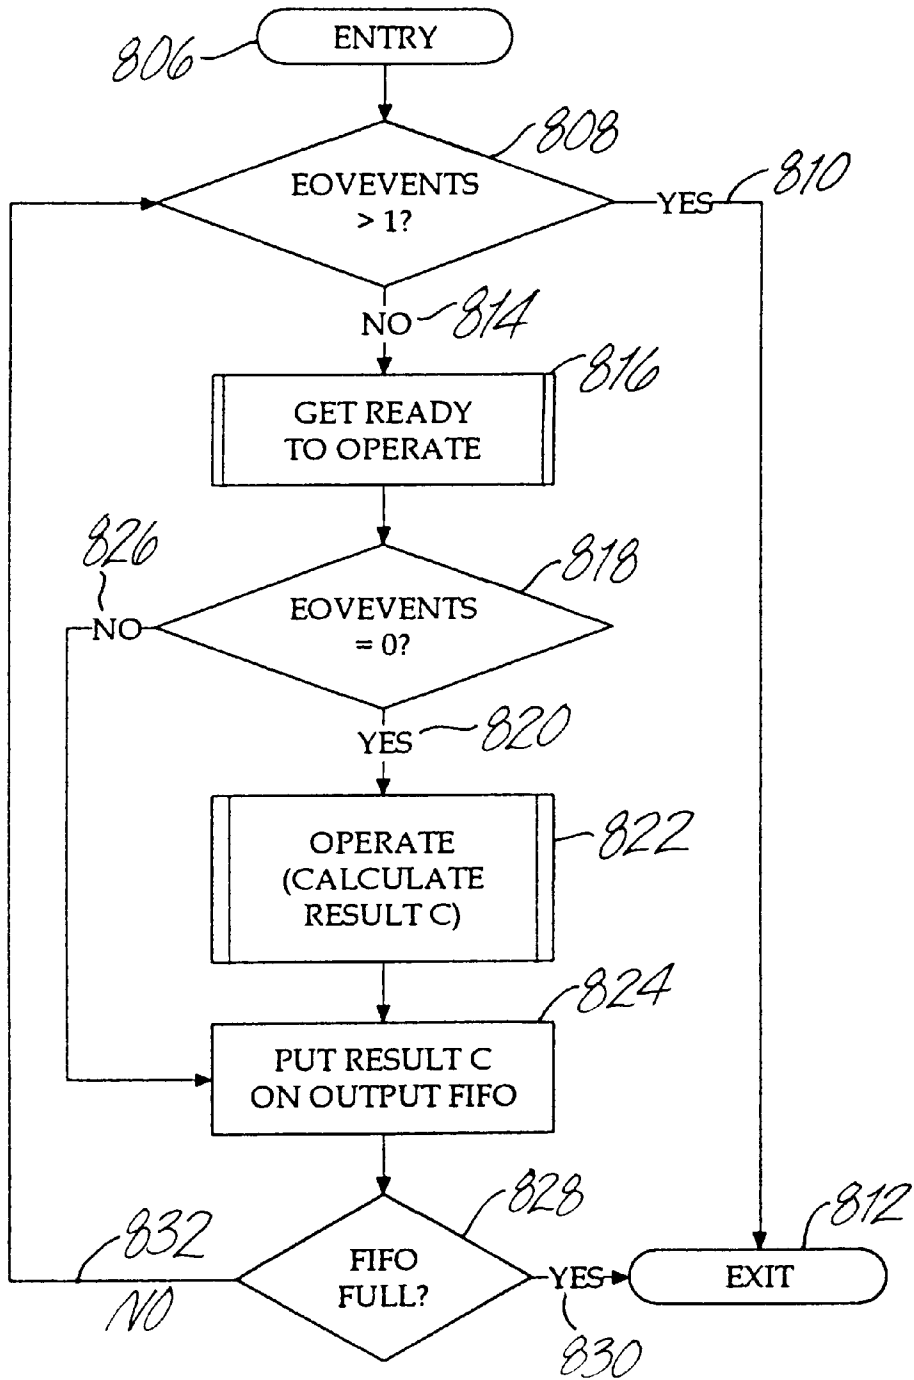 ENTRY
806
808
EOVEVENTS
> 1?
YES
810
NO
814
816
GET READY
TO OPERATE
826
818
EOVEVENTS
= 0?
NO
YES
820
OPERATE
(CALCULATE
RESULT C)
822
824
PUT RESULT C
ON OUTPUT FIFO
828
812
832
FIFO
FULL?
YES
EXIT
NO
830